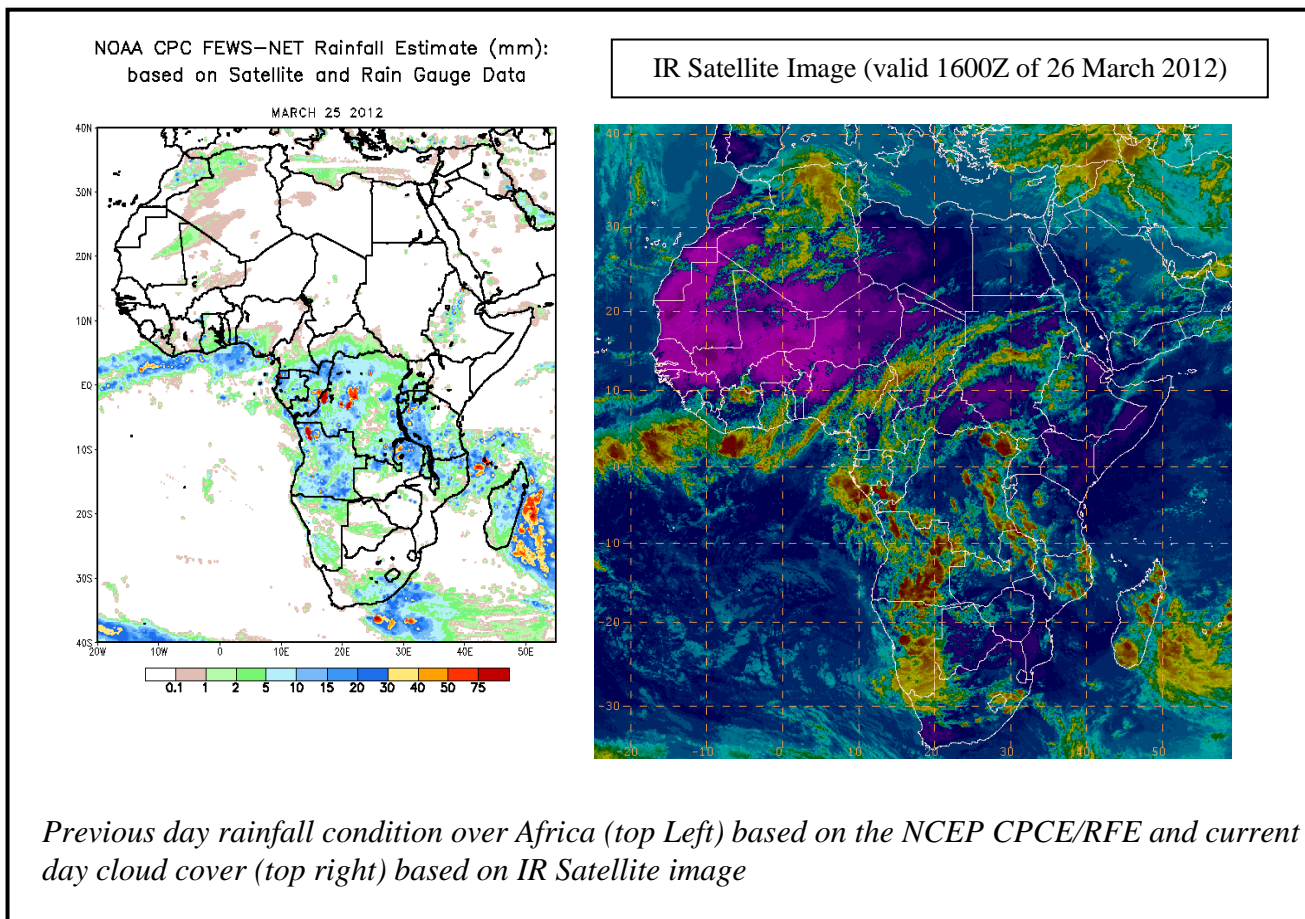 NOAA CPC FEWS-NET Rainfall Estimate (mm):
based on Satellite and Rain Gauge Data
MARCH 25 2012
40N
30N
20N
10N
EQ
10S
20S
30S
40S
20W 10W 0 10E 20E 30E 40E 50E
0.1 1 2 5 10 15 20 30 40 50 75
IR Satellite Image (valid 1600Z of 26 March 2012)
40
30
20
10
0
-10
-20
-30
-20 -10 0 10 20 30 40 50
Previous day rainfall condition over Africa (top Left) based on the NCEP CPCE/RFE and current
day cloud cover (top right) based on IR Satellite image